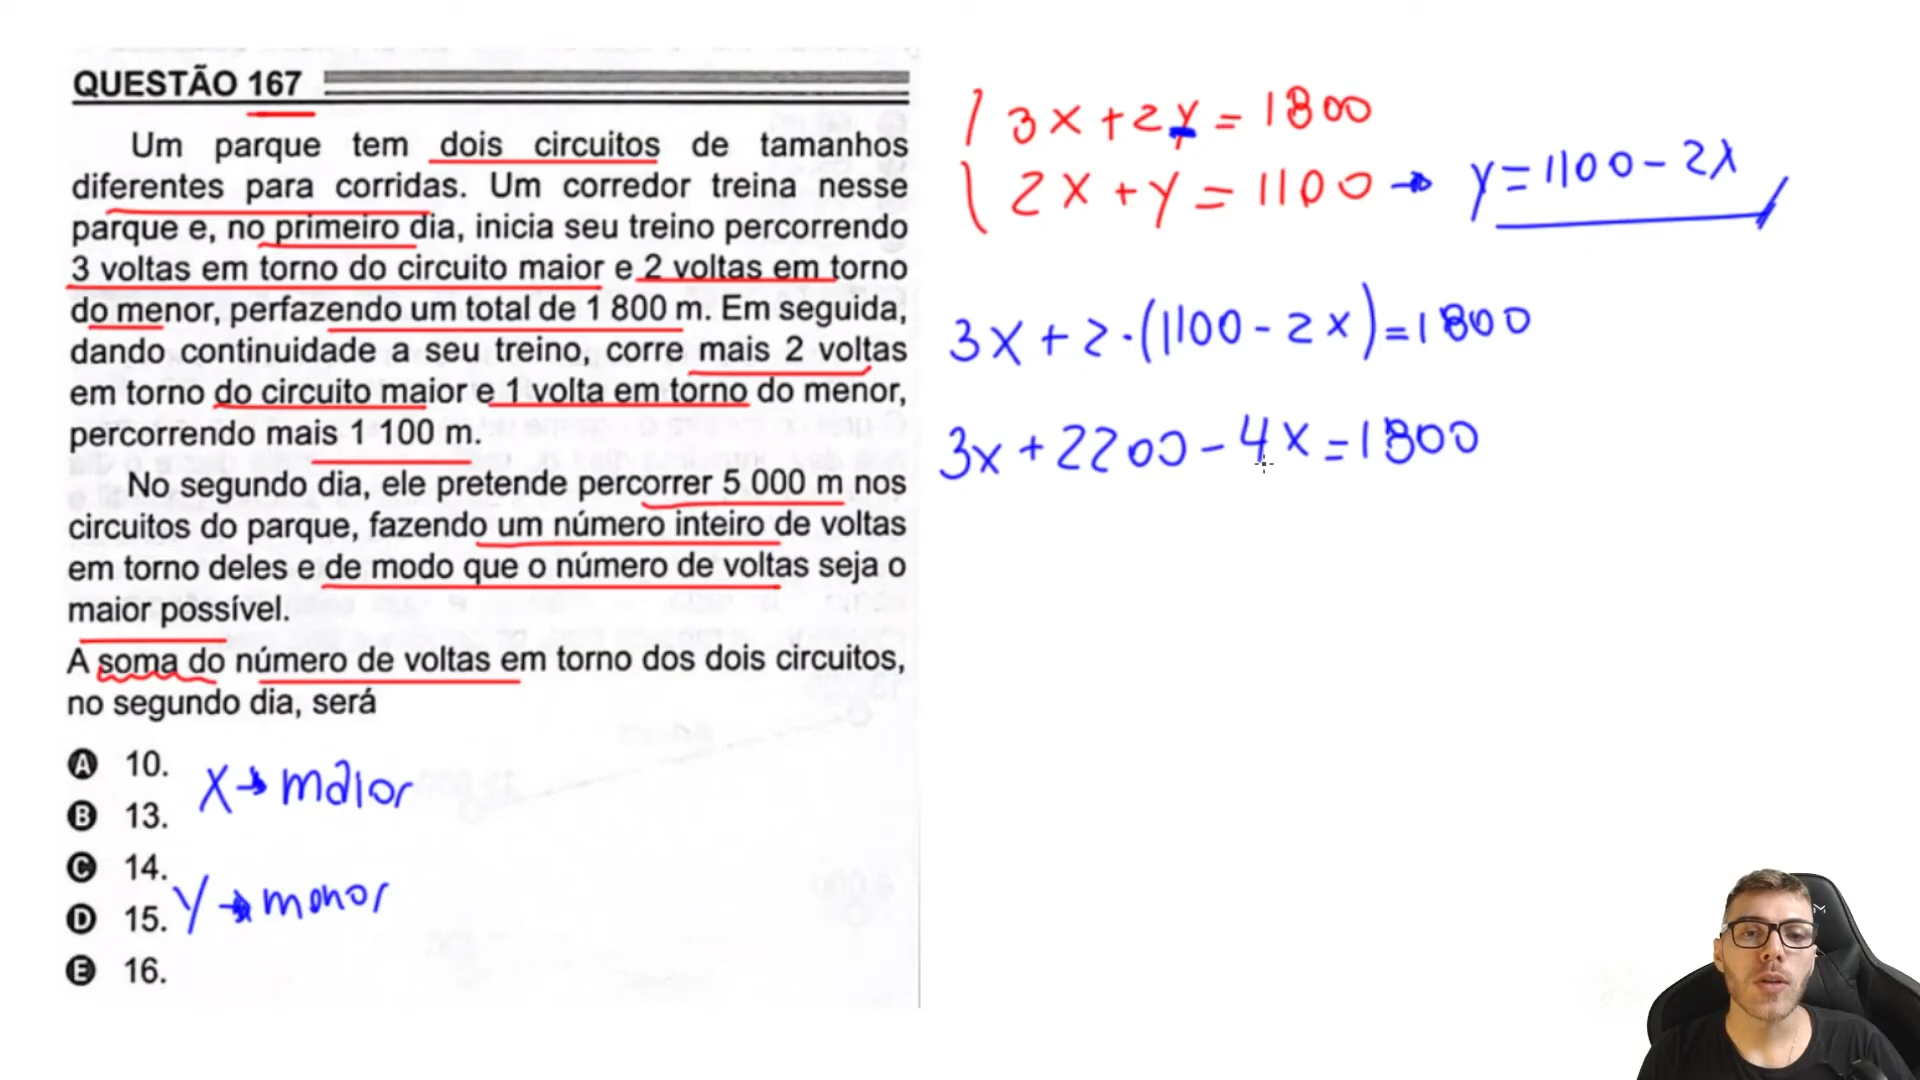 QUESTÃO 167
Um parque tem dois circuitos de tamanhos
diferentes para corridas. Um corredor treina nesse
parque e, no primeiro dia, inicia seu treino percorrendo
3 voltas em torno do circuito maior e 2 voltas em torno
do menor, perfazendo um total de 1 800 m. Em seguida,
dando continuidade a seu treino, corre mais 2 voltas
em torno do circuito maior e 1 volta em torno do menor,
percorrendo mais 1 100 m.
No segundo dia, ele pretende percorrer 5 000 m nos
circuitos do parque, fazendo um número inteiro de voltas
em torno deles e de modo que o número de voltas seja o
maior possível.
A soma do número de voltas em torno dos dois circuitos,
no segundo dia, será
A 10.
B 13.
C 14.
D 15.
E 16.
X → maior
Y → menor
3x + 2y = 1800
2x + y = 1100 → y = 1100 - 2x
3x + 2·(1100 - 2x) = 1800
3x + 2200 - 4x = 1800